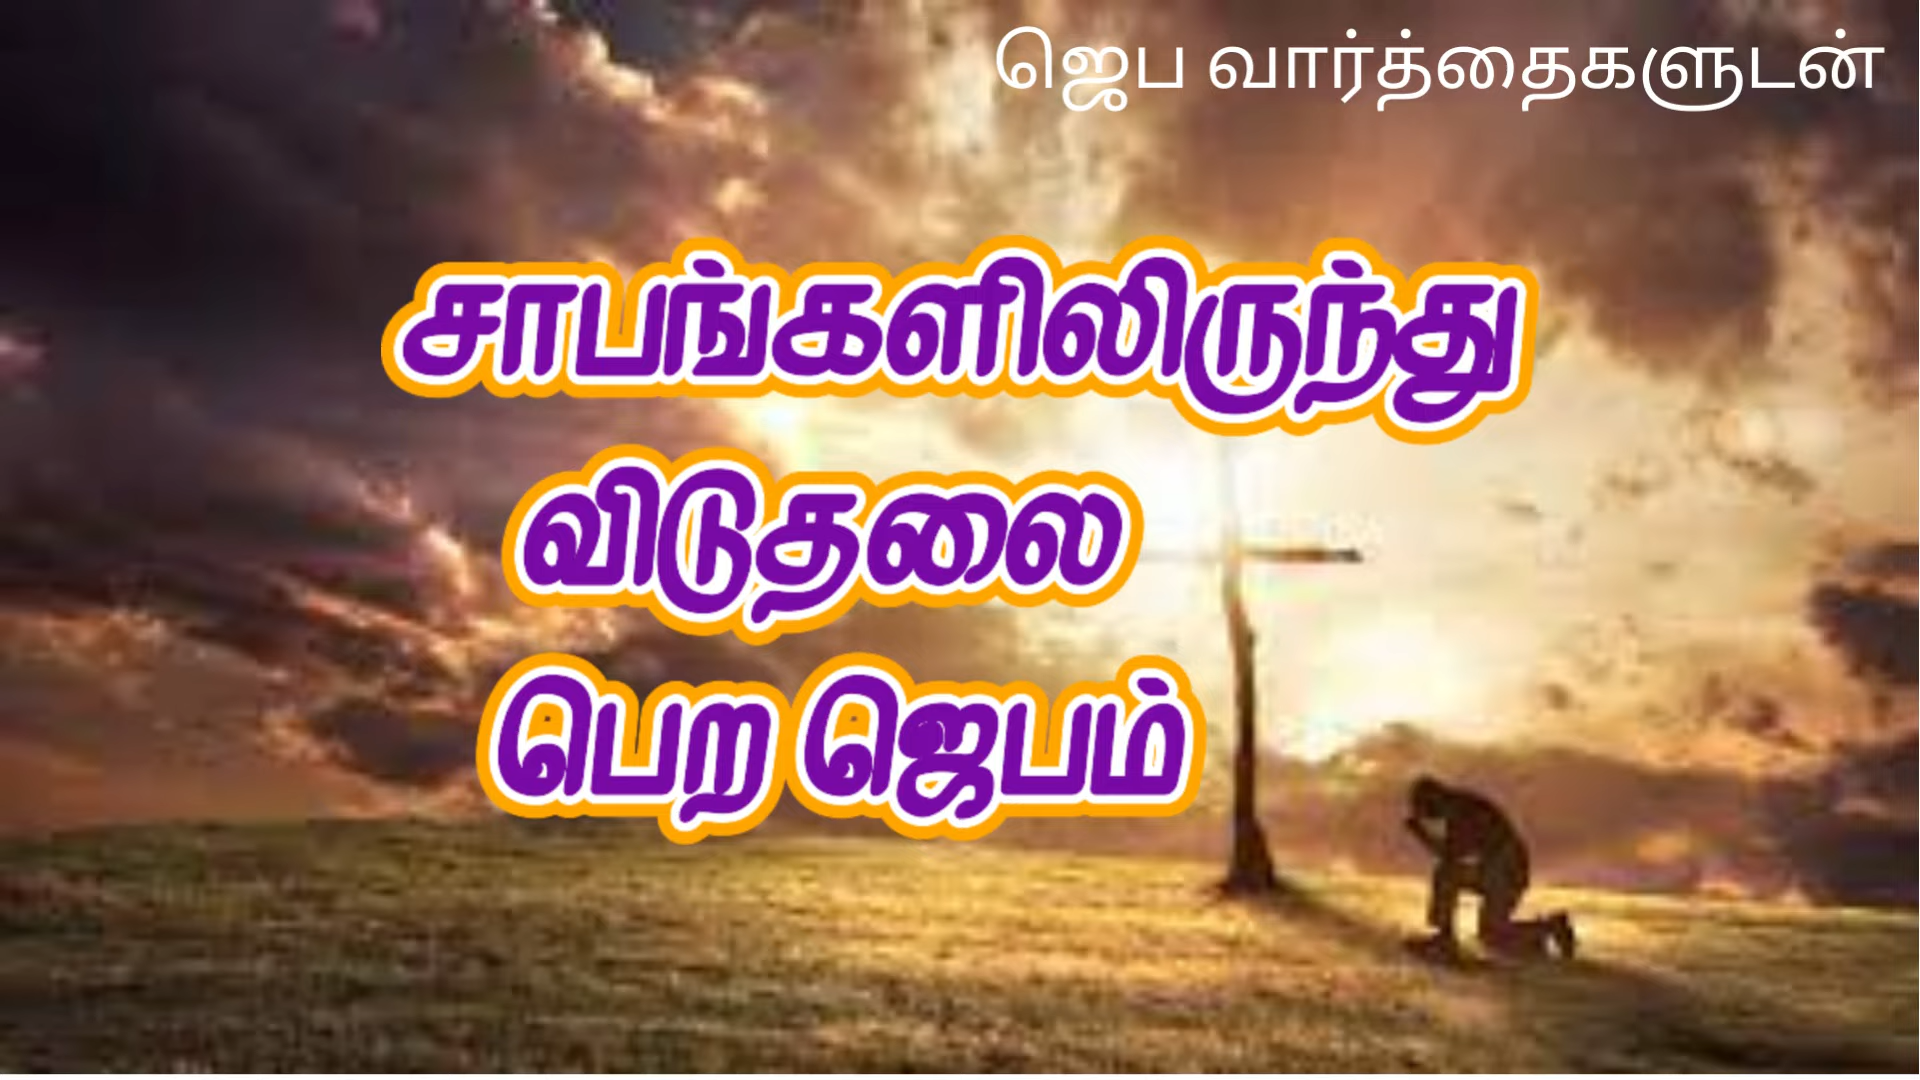 ஜெப வார்த்தைகளுடன்
சாபங்களிலிருந்து
விடுதலை
பெற ஜெபம்